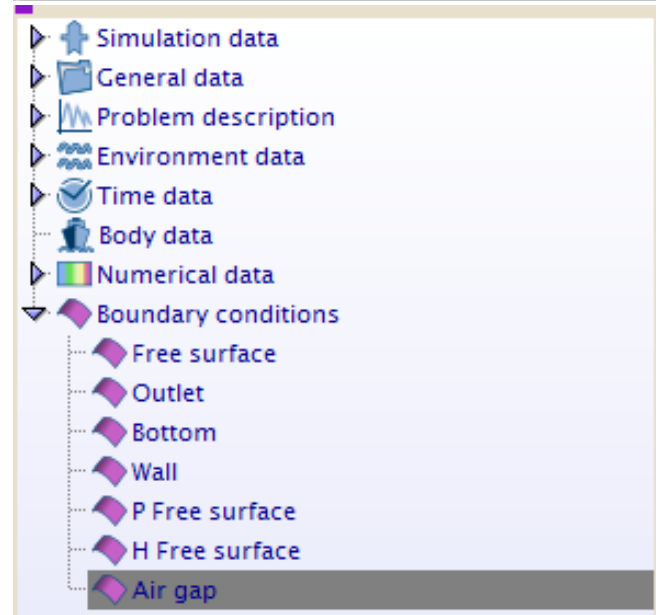 Simulation data
General data
Problem description
Environment data
Time data
Body data
Numerical data
Boundary conditions
Free surface
Outlet
Bottom
Wall
P Free surface
H Free surface
Air gap